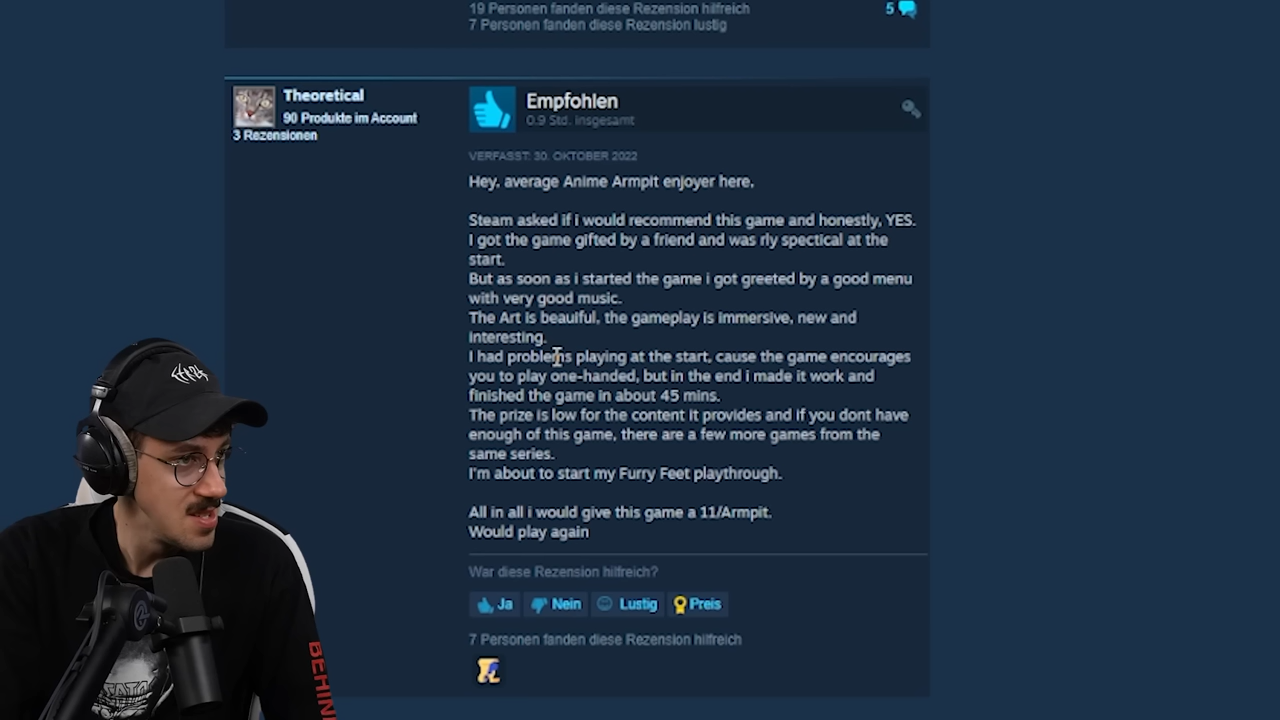 19 Personen fanden diese Rezension hilfreich
7 Personen fanden diese Rezension lustig
5
Theoretical
90 Produkte im Account
3 Rezensionen
Empfohlen
0.9 Std. insgesamt
VERFASST: 30. OKTOBER 2022
Hey, average Anime Armpit enjoyer here,
Steam asked if i would recommend this game and honestly, YES.
I got the game gifted by a friend and was rly spectical at the
start.
But as soon as i started the game i got greeted by a good menu
with very good music.
The Art is beauiful, the gameplay is immersive, new and
interesting.
I had problems playing at the start, cause the game encourages
you to play one-handed, but in the end i made it work and
finished the game in about 45 mins.
The prize is low for the content it provides and if you dont have
enough of this game, there are a few more games from the
same series.
I'm about to start my Furry Feet playthrough.
All in all i would give this game a 11/Armpit.
Would play again
War diese Rezension hilfreich?
Ja Nein Lustig Preis
7 Personen fanden diese Rezension hilfreich
BEHIN